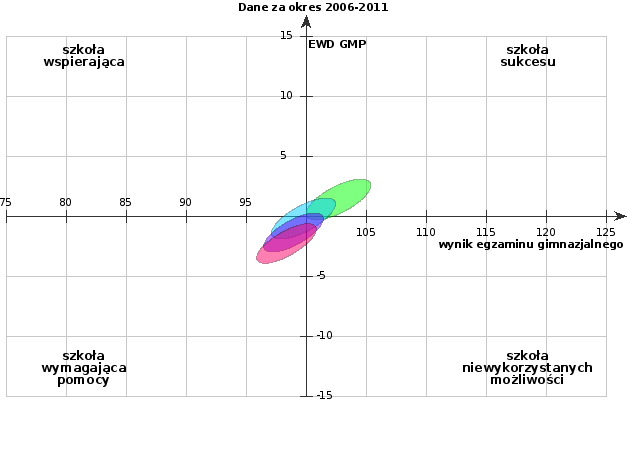 Dane za okres 2006-2011
15
EWD GMP
szkoła
wspierająca
szkoła
sukcesu
10
5
75
80
85
90
95
105
110
115
120
125
wynik egzaminu gimnazjalnego
-5
-10
szkoła
wymagająca
pomocy
szkoła
niewykorzystanych
możliwości
-15